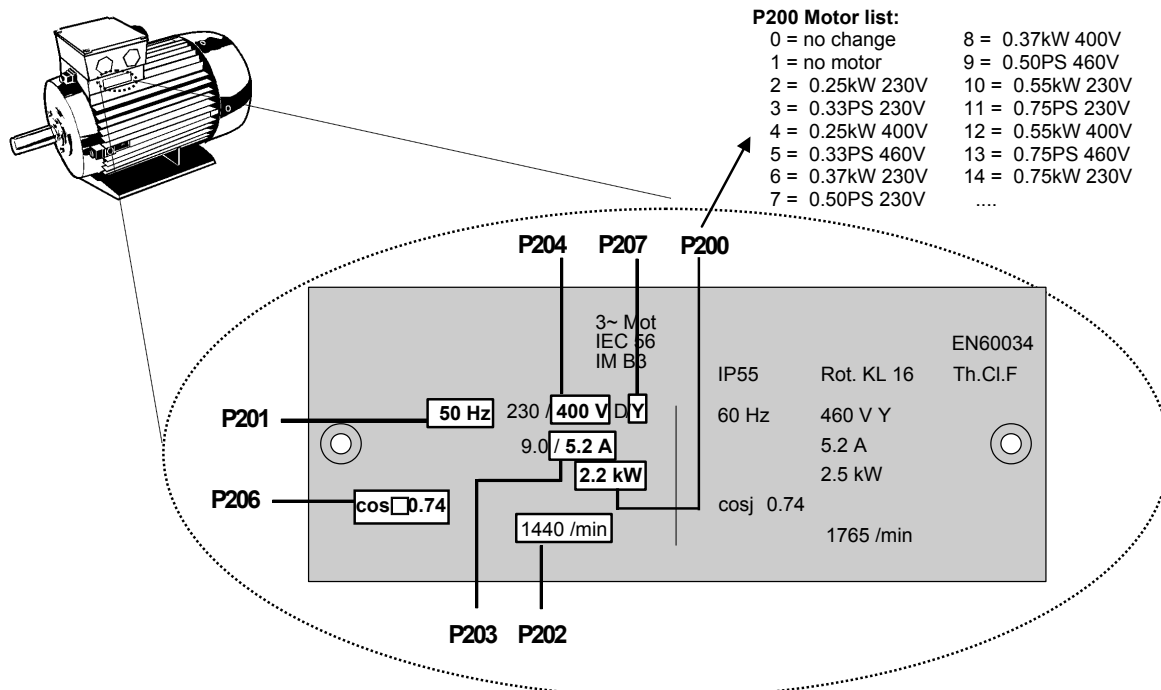 P200 Motor list:
0 = no change
1 = no motor
2 = 0.25kW 230V
3 = 0.33PS 230V
4 = 0.25kW 400V
5 = 0.33PS 460V
6 = 0.37kW 230V
7 = 0.50PS 230V
8 = 0.37kW 400V
9 = 0.50PS 460V
10 = 0.55kW 230V
11 = 0.75PS 230V
12 = 0.55kW 400V
13 = 0.75PS 460V
14 = 0.75kW 230V
....
P204 P207 P200
3~ Mot
IEC 56
IM B3
EN60034
IP55 Rot. KL 16 Th.Cl.F
P201
50 Hz 230 / 400 V D/Y 60 Hz 460 V Y
9.0 / 5.2 A 5.2 A
2.2 kW 2.5 kW
P206
cos□0.74 cosj 0.74
1440 /min 1765 /min
P203 P202